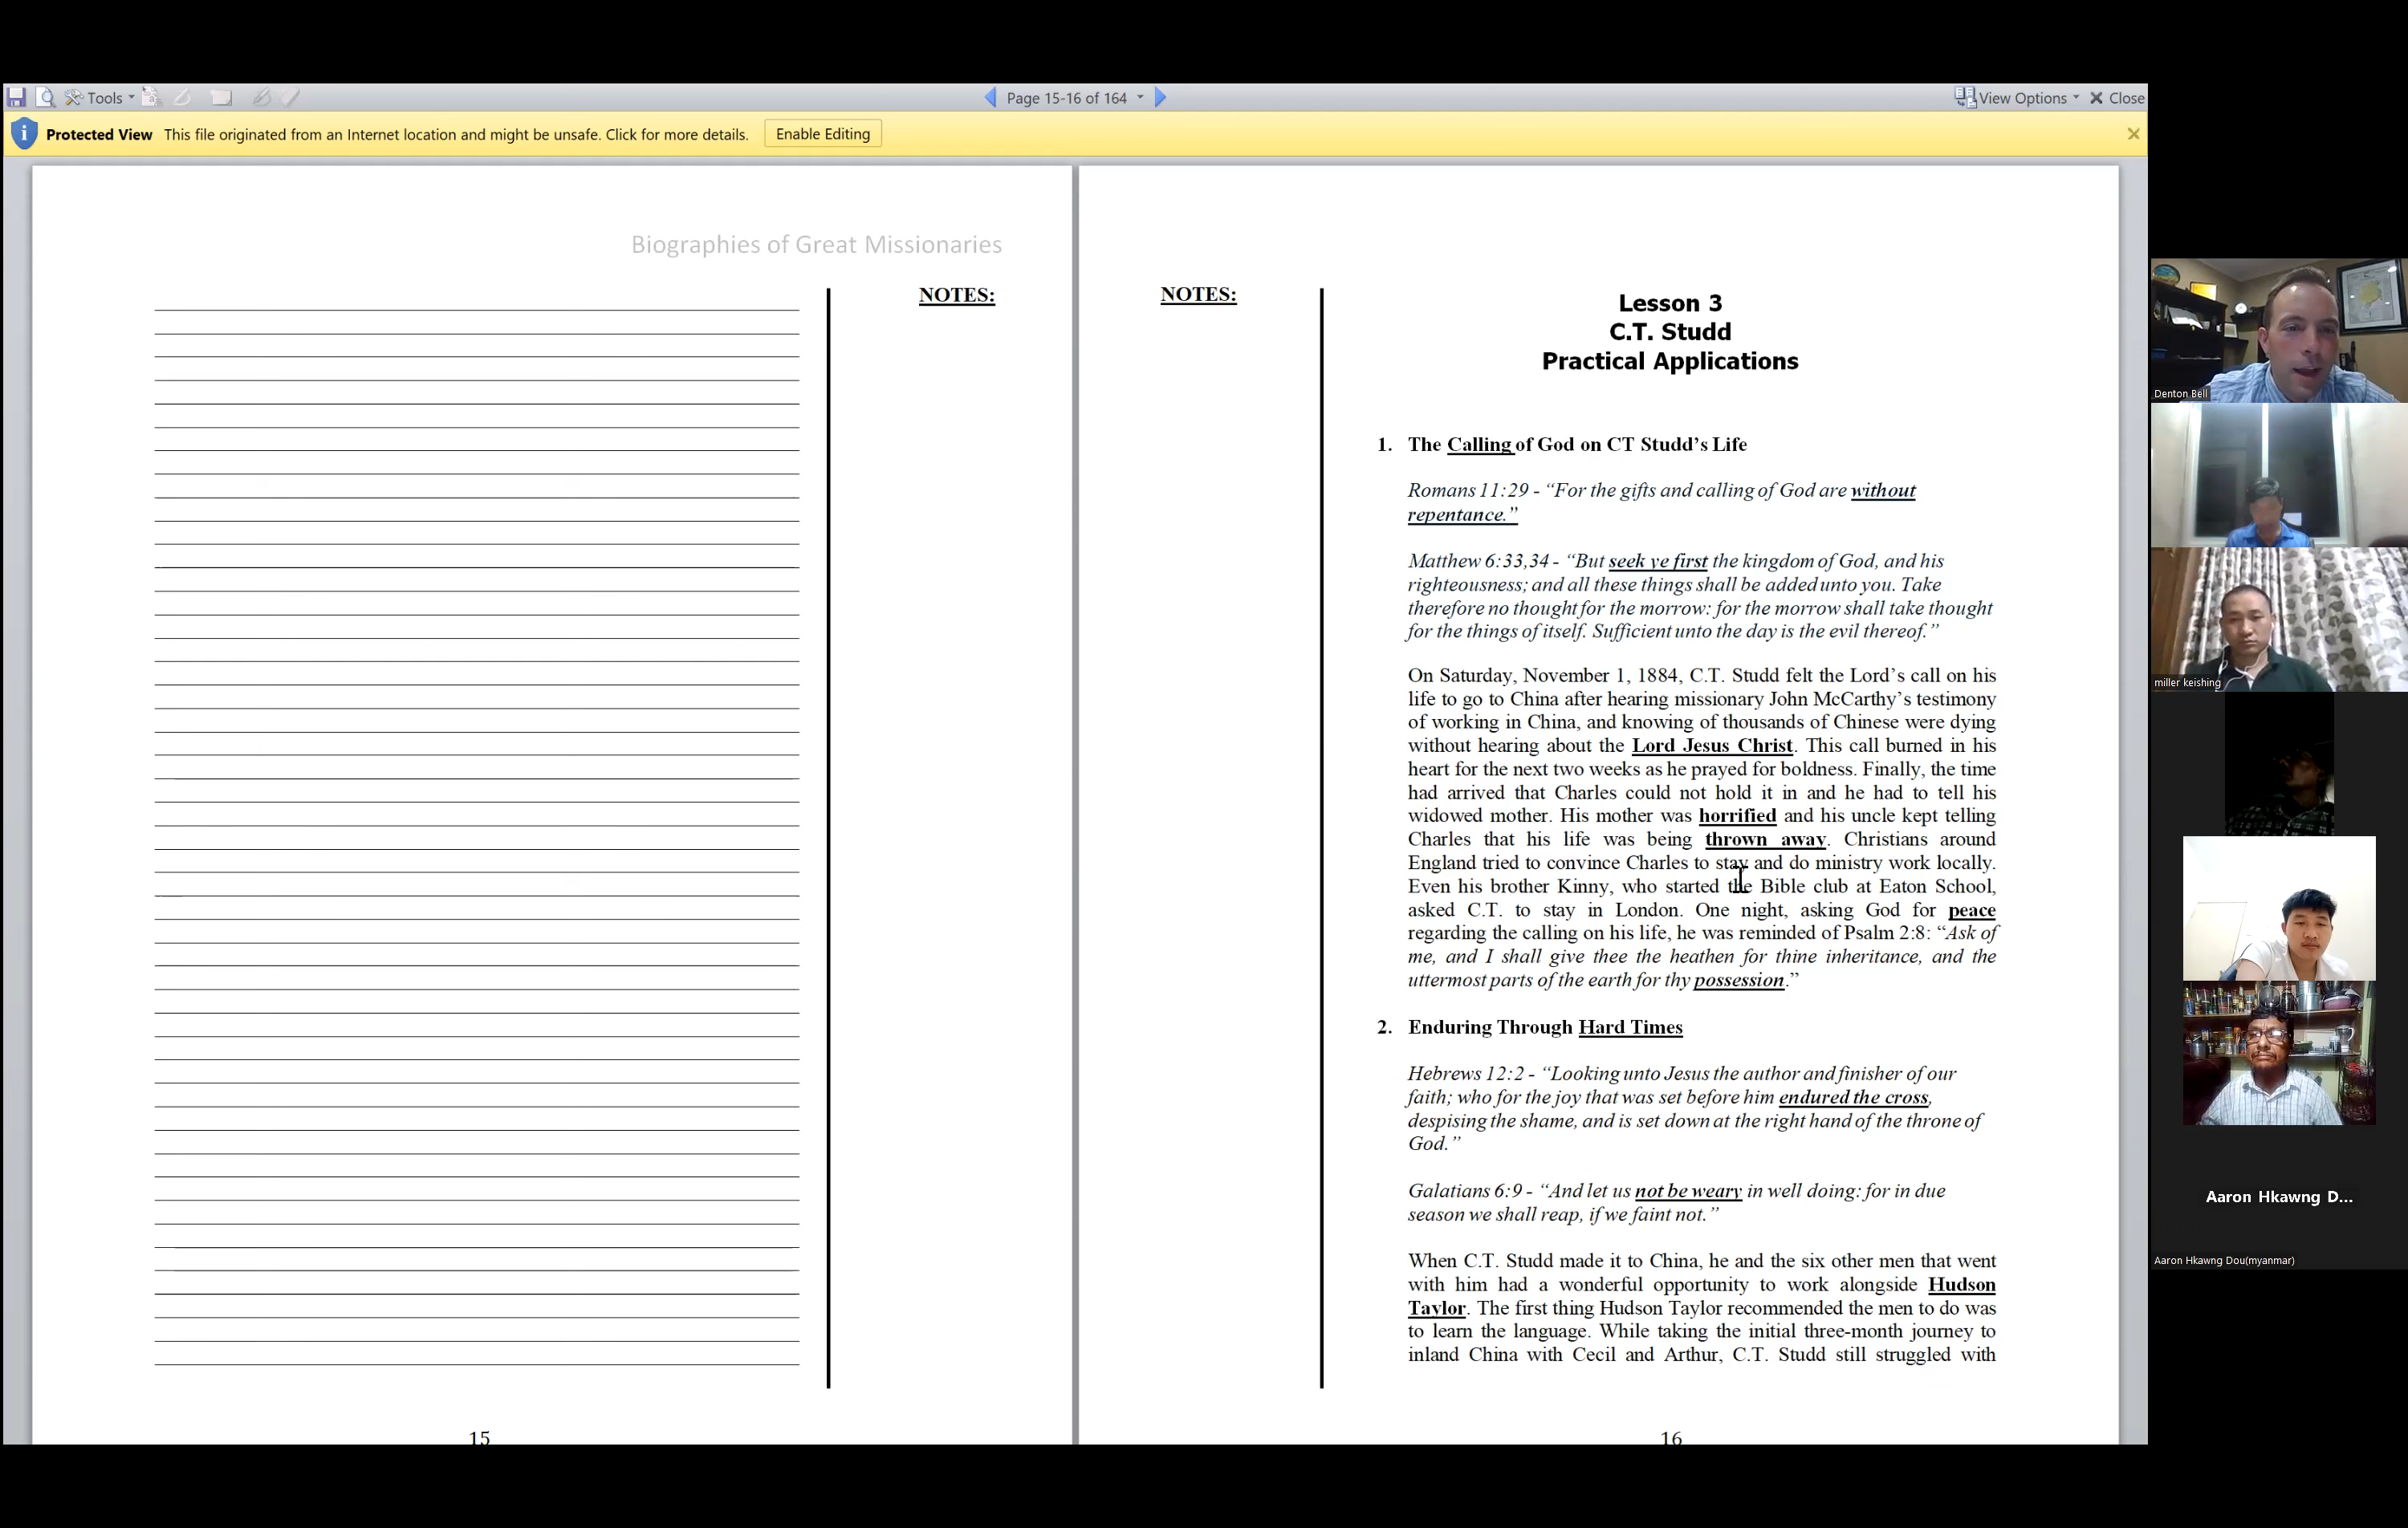 Tools
Page 15-16 of 164
View Options
Close
Protected View This file originated from an Internet location and might be unsafe. Click for more details. Enable Editing
Biographies of Great Missionaries
NOTES:
15
NOTES:
Lesson 3
C.T. Studd
Practical Applications
1. The Calling of God on CT Studd's Life
Romans 11:29 - "For the gifts and calling of God are without
repentance."
Matthew 6:33,34 - "But seek ye first the kingdom of God, and his
righteousness; and all these things shall be added unto you. Take
therefore no thought for the morrow: for the morrow shall take thought
for the things of itself. Sufficient unto the day is the evil thereof."
On Saturday, November 1, 1884, C.T. Studd felt the Lord's call on his
life to go to China after hearing missionary John McCarthy's testimony
of working in China, and knowing of thousands of Chinese were dying
without hearing about the Lord Jesus Christ. This call burned in his
heart for the next two weeks as he prayed for boldness. Finally, the time
had arrived that Charles could not hold it in and he had to tell his
widowed mother. His mother was horrified and his uncle kept telling
Charles that his life was being thrown away. Christians around
England tried to convince Charles to stay and do ministry work locally.
Even his brother Kinny, who started the Bible club at Eaton School,
asked C.T. to stay in London. One night, asking God for peace
regarding the calling on his life, he was reminded of Psalm 2:8: "Ask of
me, and I shall give thee the heathen for thine inheritance, and the
uttermost parts of the earth for thy possession."
2. Enduring Through Hard Times
Hebrews 12:2 - "Looking unto Jesus the author and finisher of our
faith; who for the joy that was set before him endured the cross,
despising the shame, and is set down at the right hand of the throne of
God."
Galatians 6:9 - "And let us not be weary in well doing: for in due
season we shall reap, if we faint not."
When C.T. Studd made it to China, he and the six other men that went
with him had a wonderful opportunity to work alongside Hudson
Taylor. The first thing Hudson Taylor recommended the men to do was
to learn the language. While taking the initial three-month journey to
inland China with Cecil and Arthur, C.T. Studd still struggled with
16
Denton Bell
miller keishing
Aaron Hkawng D...
Aaron Hkawng Dou(myanmar)